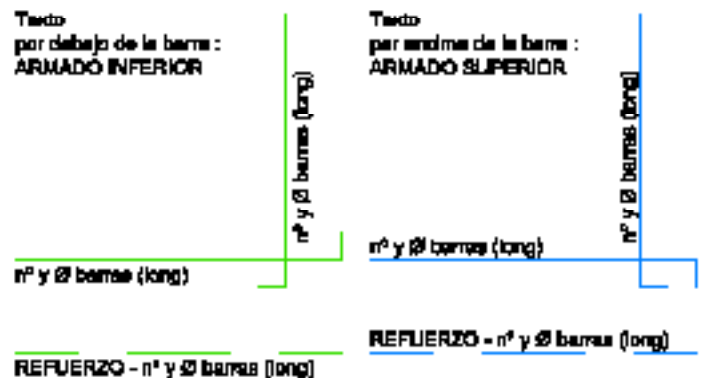 Texto
por debajo de la barra :
ARMADO INFERIOR
nº y Ø barras (long)
nº y Ø barras (long)
REFUERZO - nº y Ø barras (long)
Texto
por encima de la barra :
ARMADO SUPERIOR
nº y Ø barras (long)
nº y Ø barras (long)
REFUERZO - nº y Ø barras (long)